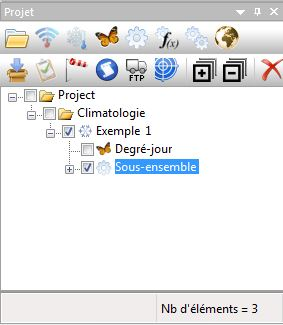 Projet
f(x)
FTP
Project
Climatologie
Exemple 1
Degré-jour
Sous-ensemble
Nb d'éléments = 3